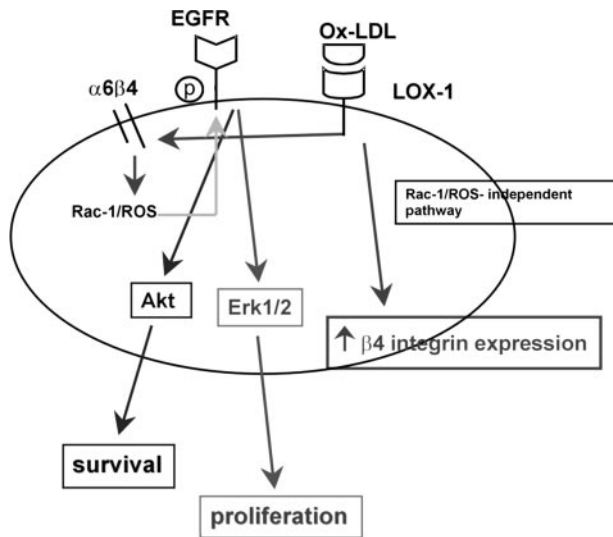 EGFR
Ox-LDL
α6β4
p
LOX-1
Rac-1/ROS
Rac-1/ROS- independent
pathway
Akt
Erk1/2
β4 integrin expression
survival
proliferation